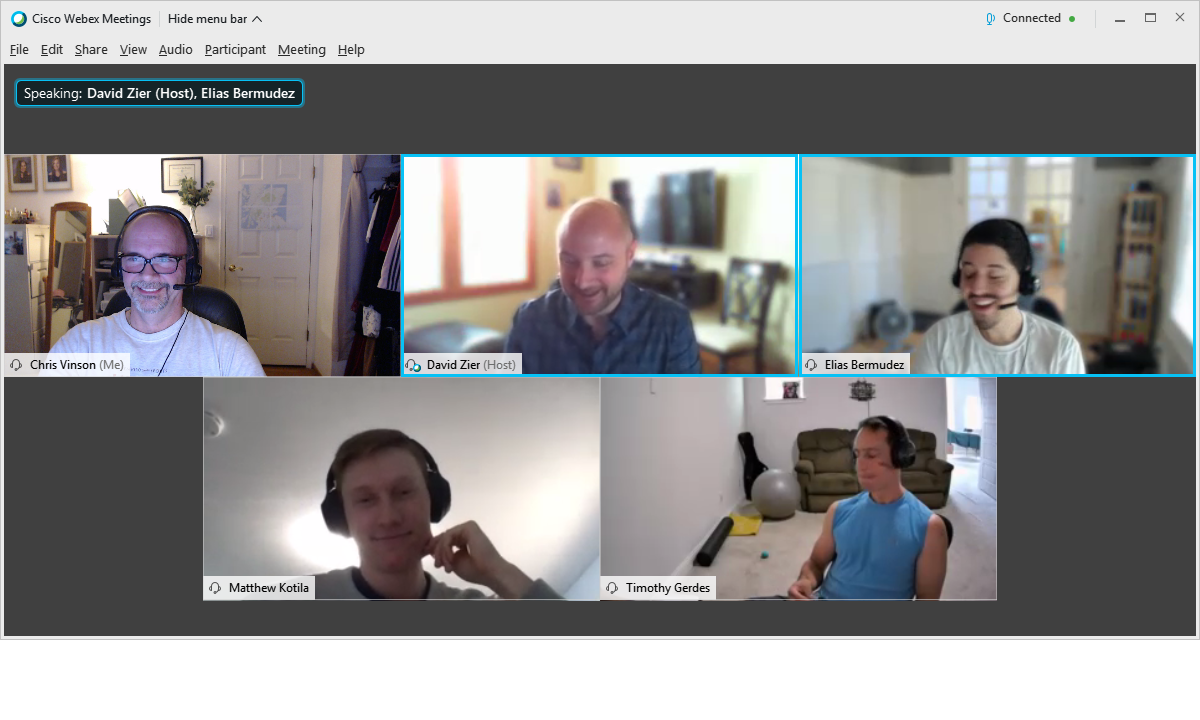 Cisco Webex Meetings Hide menu bar Connected
File Edit Share View Audio Participant Meeting Help
Speaking: David Zier (Host), Elias Bermudez
Chris Vinson (Me)
David Zier (Host)
Elias Bermudez
Matthew Kotila
Timothy Gerdes